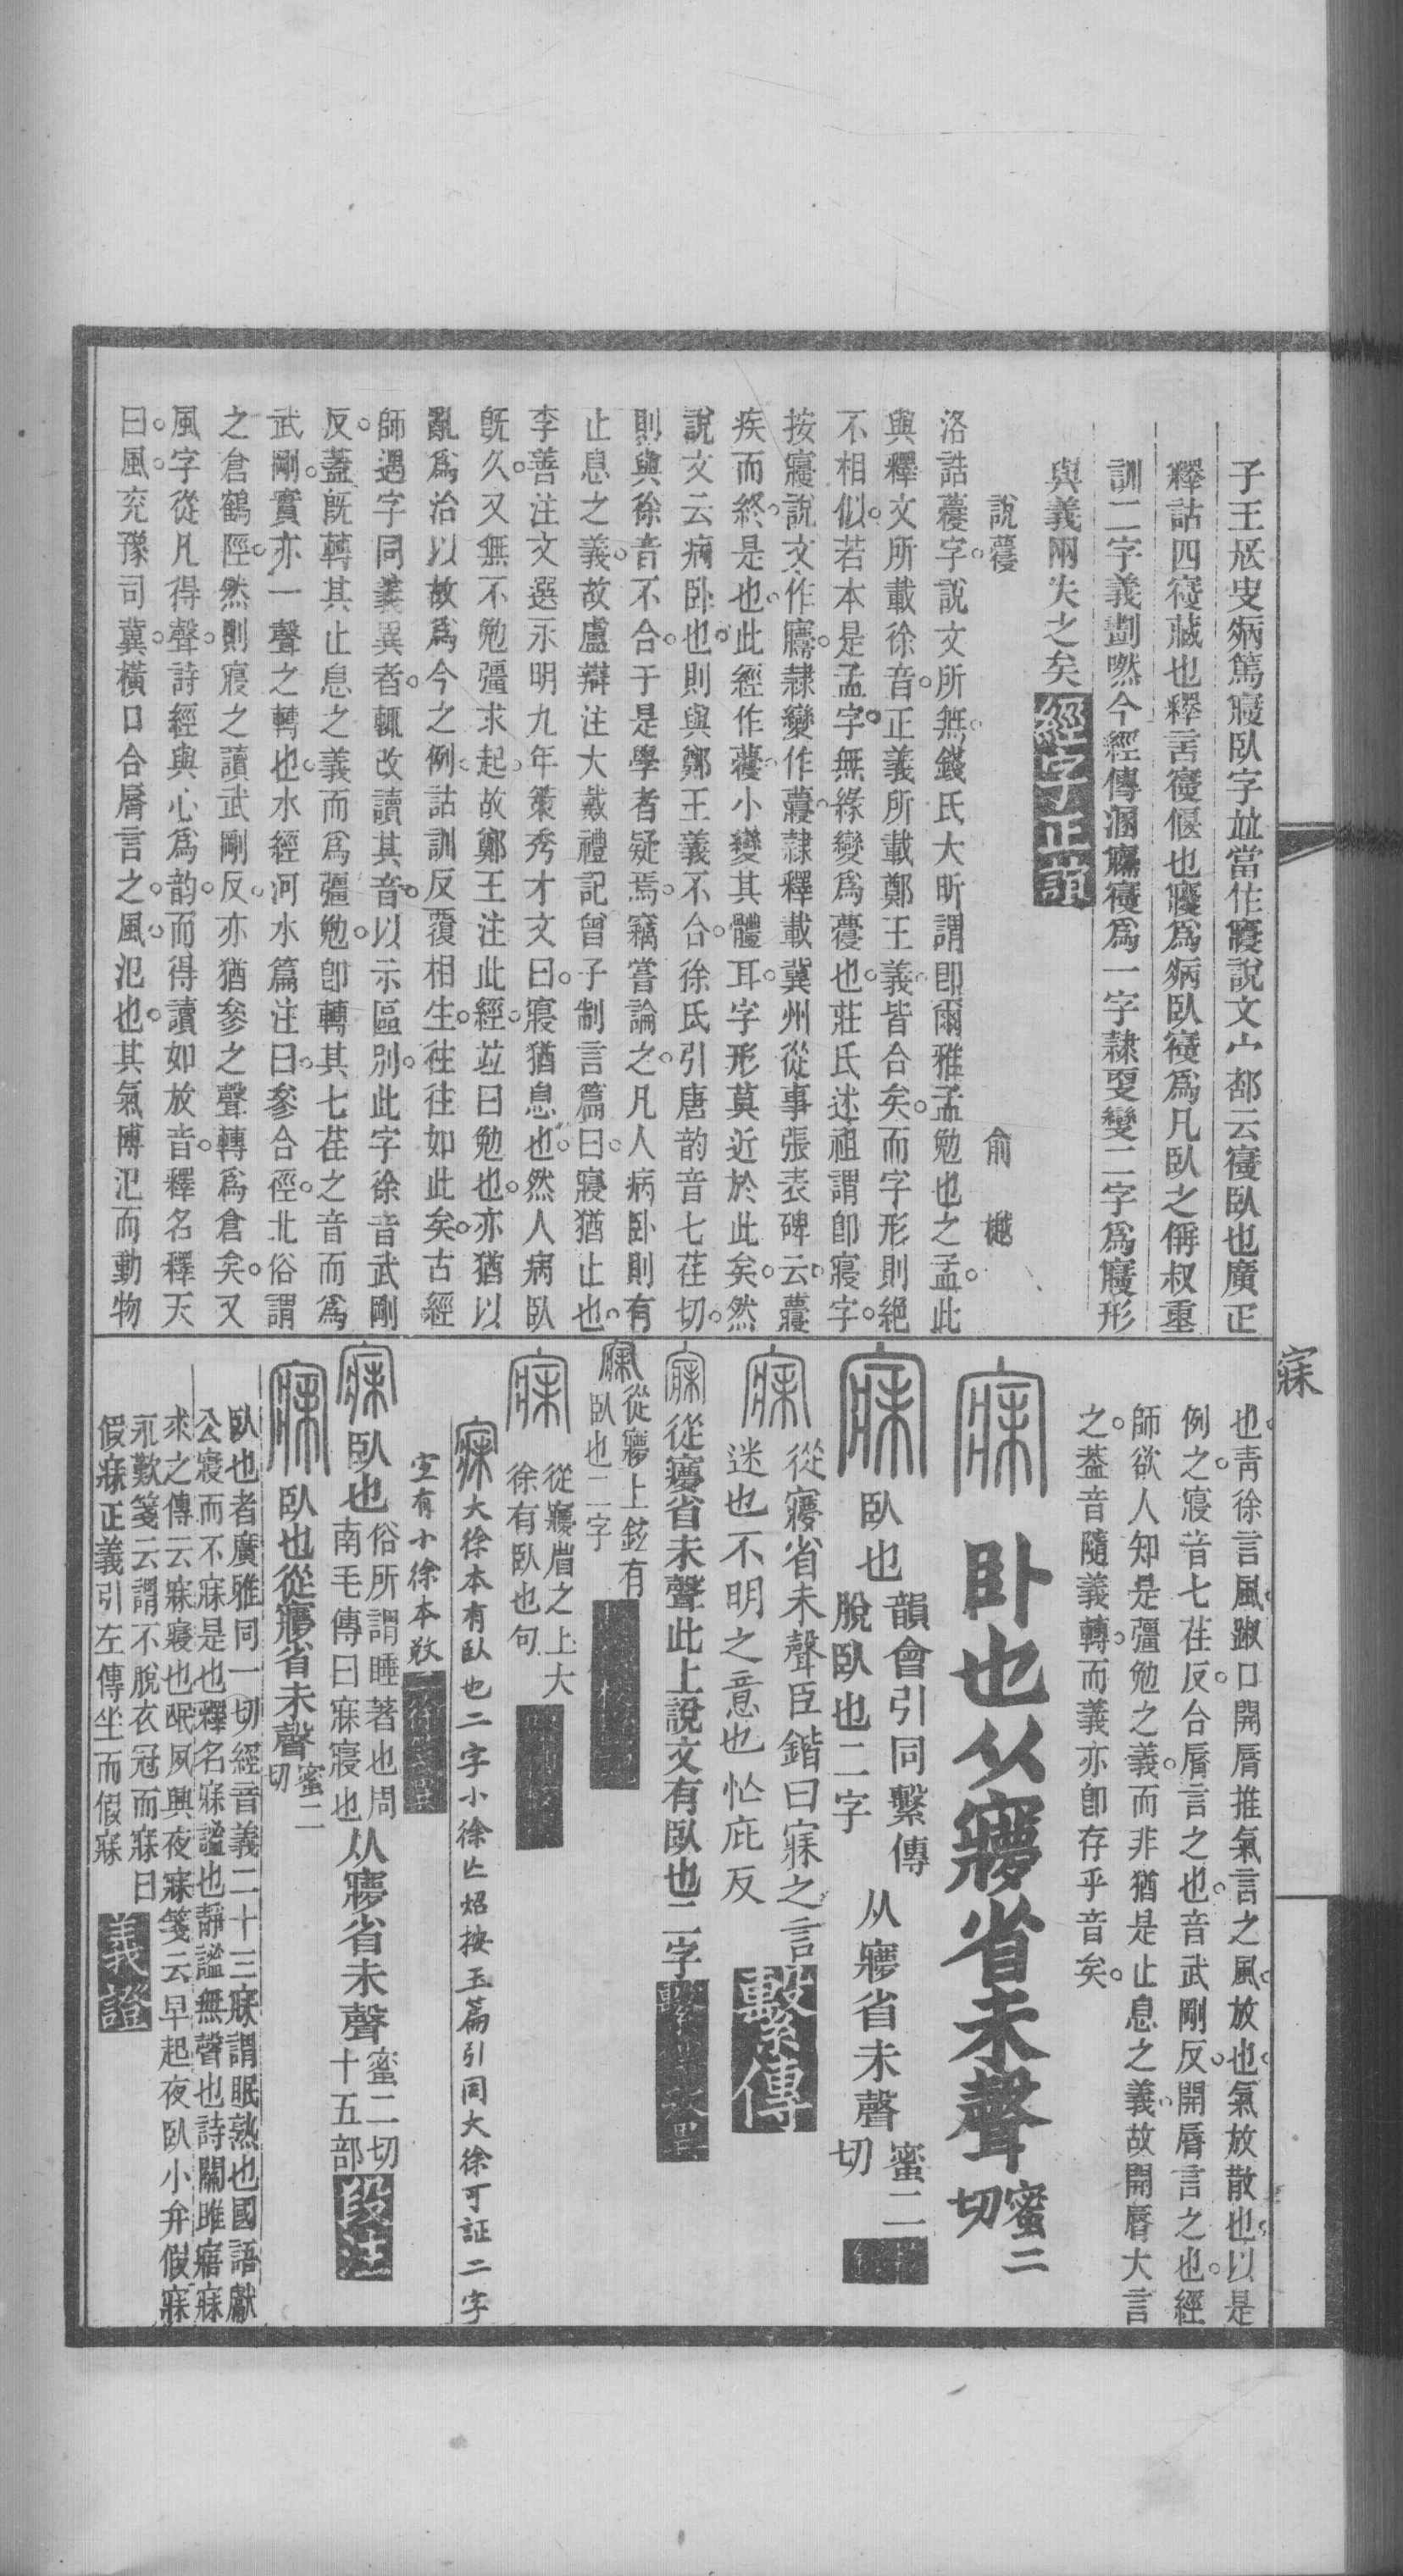 子王㞋叟病篤寢臥字並當作寢說文宀部云寑臥也廣正
釋詁四寑藏也釋言寑偃也寢爲病臥寑爲凡臥之偁叔重
訓二字義劃然今經傳溷寢寑爲一字隸叓變二字爲寢形
與義兩失之矣
經字正誼
說蘉
俞樾
洛誥蘉字說文所無錢氏大昕謂卽爾雅孟勉也之孟此
與釋文所載徐音正義所載鄭王義皆合矣而字形則絕
不相似若本是孟字無緣變爲蘉也莊氏述祖謂卽寢字
按寢說文作㝲隸變作蘉隸釋載冀州從事張表碑云蘉
疾而終是也此經作蘉小變其體耳字形莫近於此矣然
說文云病臥也則與鄭王義不合徐氏引唐韵音七荏切
則與徐音不合于是學者疑焉竊嘗論之凡人病臥則有
止息之義故盧辯注大戴禮記曾子制言篇曰寢猶止也
李善注文選永明九年策秀才文曰寢猶息也然人病臥
旣久又無不勉彊求起故鄭王注此經竝曰勉也亦猶以
亂爲治以故爲今之例詁訓反覆相生往往如此矣古經
師遇字同義異者輒改讀其音以示區別此字徐音武剛
反蓋旣轉其止息之義而爲彊勉卽轉其七荏之音而爲
武剛實亦一聲之轉也水經河水篇注曰參合徑北俗謂
之倉鶴陘然則寢之讀武剛反亦猶參之聲轉爲倉矣又
風字從凡得聲詩經與心爲韵而得讀如放音釋名釋天
曰風兖豫司冀橫口合脣言之風氾也其氣博氾而動物
也青徐言風踧口開脣推氣言之風放也氣放散也以是
例之寢音七荏反合脣言之也音武剛反開脣言之也經
師欲人知是彊勉之義而非猶是止息之義故開脣大言
之蓋音隨義轉而義亦卽存乎音矣
寐
臥也从㝱省未聲蜜二切
寐臥也韻會引同繫傳脫臥也二字从㝱省未聲蜜二切
寐從㝱省未聲臣鍇曰寐之言迷也不明之意也忙庇反
繫傳
寐從㝱省未聲此上說文有臥也二字
寐從㝱上鉉有臥也二字
寐從㝱省之上大徐有臥也句
寐大徐本有臥也二字小徐亡炤按玉篇引同大徐可証二字
空有小徐本敚
寐臥也俗所謂睡著也周南毛傳曰寐寢也从㝱省未聲蜜二切十五部
段注
寐臥也從㝱省未聲蜜二切
臥也者廣雅同一切經音義二十三寐謂眠熟也國語獻
公寢而不寐是也釋名寐謐也靜謐無聲也詩關雎寤寐
求之傳云寐寢也氓夙興夜寐箋云早起夜臥小弁假寐
永歎箋云謂不脫衣冠而寐曰
假寐正義引左傳坐而假寐
義證
寐